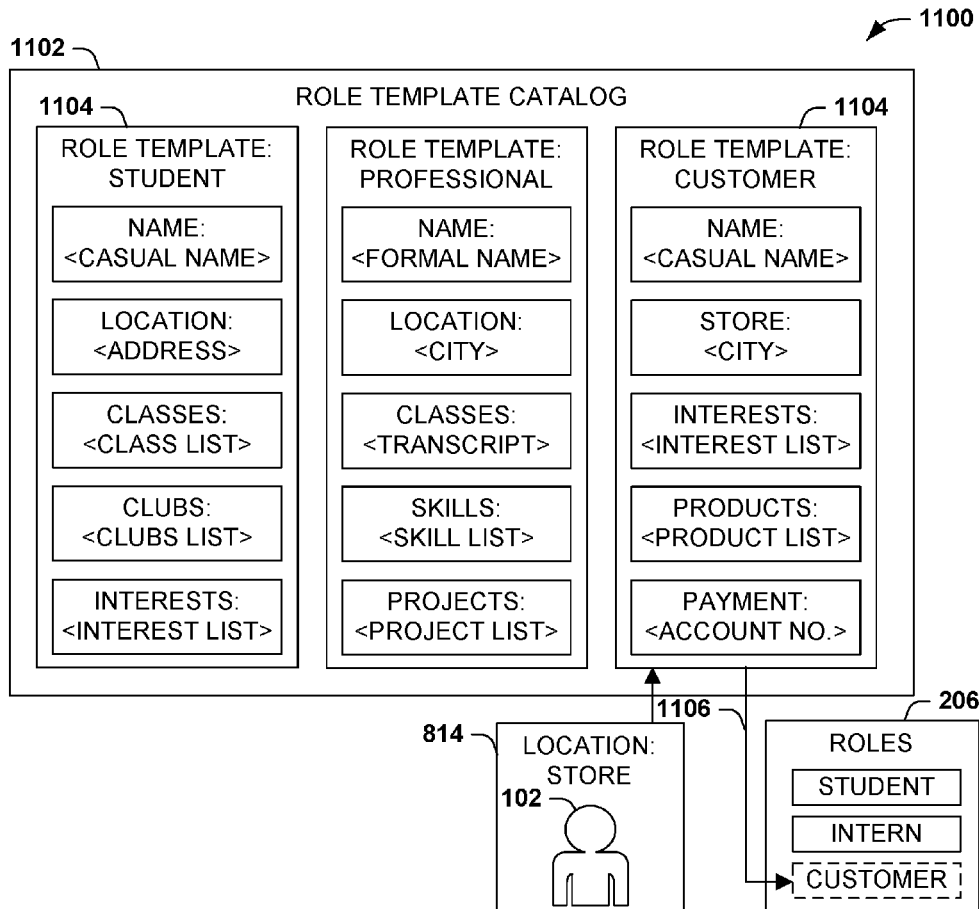 1100
1102
ROLE TEMPLATE CATALOG
1104
1104
ROLE TEMPLATE:
STUDENT
NAME:
<CASUAL NAME>
LOCATION:
<ADDRESS>
CLASSES:
<CLASS LIST>
CLUBS:
<CLUBS LIST>
INTERESTS:
<INTEREST LIST>
ROLE TEMPLATE:
PROFESSIONAL
NAME:
<FORMAL NAME>
LOCATION:
<CITY>
CLASSES:
<TRANSCRIPT>
SKILLS:
<SKILL LIST>
PROJECTS:
<PROJECT LIST>
ROLE TEMPLATE:
CUSTOMER
NAME:
<CASUAL NAME>
STORE:
<CITY>
INTERESTS:
<INTEREST LIST>
PRODUCTS:
<PRODUCT LIST>
PAYMENT:
<ACCOUNT NO.>
814
LOCATION:
STORE
102
1106
206
ROLES
STUDENT
INTERN
CUSTOMER